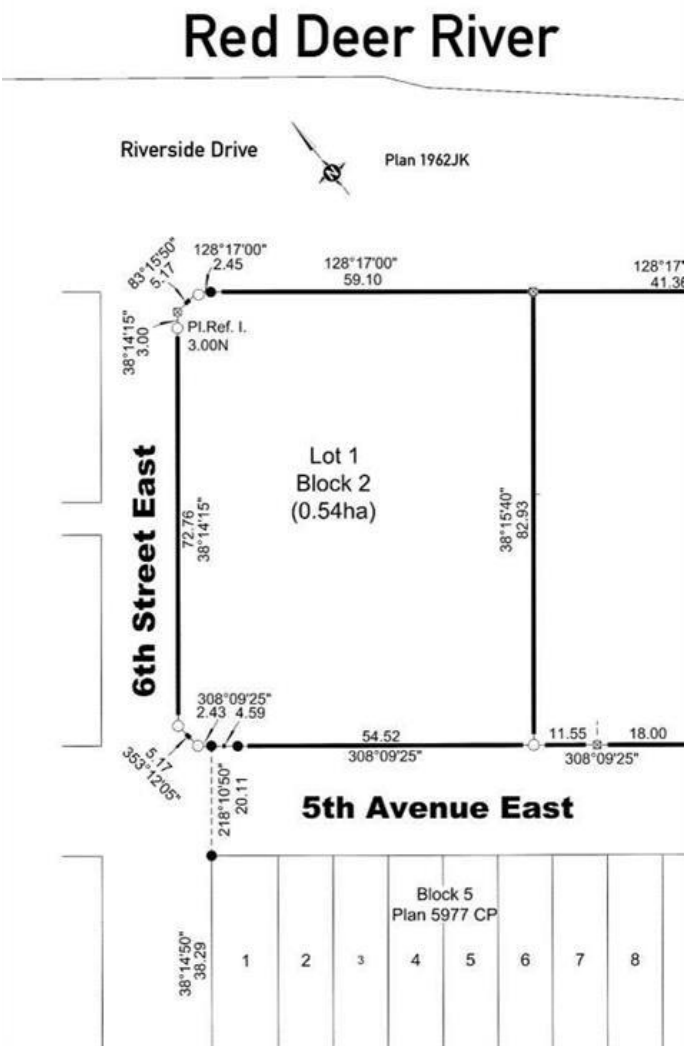 Red Deer River
Riverside Drive
Plan 1962JK
N
83°15'50"
5.17
128°17'00"
2.45
128°17'00"
59.10
128°17'
41.36
38°14'15"
3.00
Pl.Ref. I.
3.00N
Lot 1
Block 2
(0.54ha)
6th Street East
72.76
38°14'15"
38°15'40"
82.93
308°09'25"
2.43
4.59
54.52
308°09'25"
11.55
18.00
308°09'25"
5.17
353°12'05"
218°10'50"
20.11
5th Avenue East
Block 5
Plan 5977 CP
38°14'50"
38.29
1 2 3 4 5 6 7 8